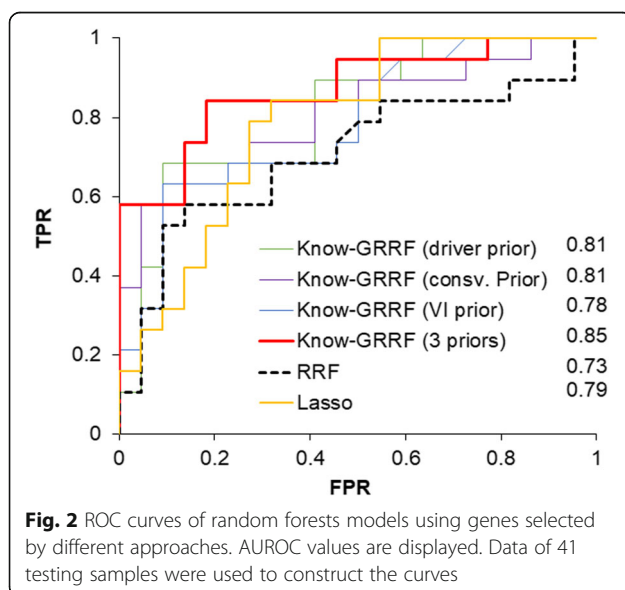 1
0.8
0.6
0.4
0.2
0
TPR
Know-GRRF (driver prior) 0.81
Know-GRRF (consv. Prior) 0.81
Know-GRRF (VI prior) 0.78
Know-GRRF (3 priors) 0.85
RRF 0.73
Lasso 0.79
0 0.2 0.4 0.6 0.8 1
FPR
Fig. 2 ROC curves of random forests models using genes selected
by different approaches. AUROC values are displayed. Data of 41
testing samples were used to construct the curves